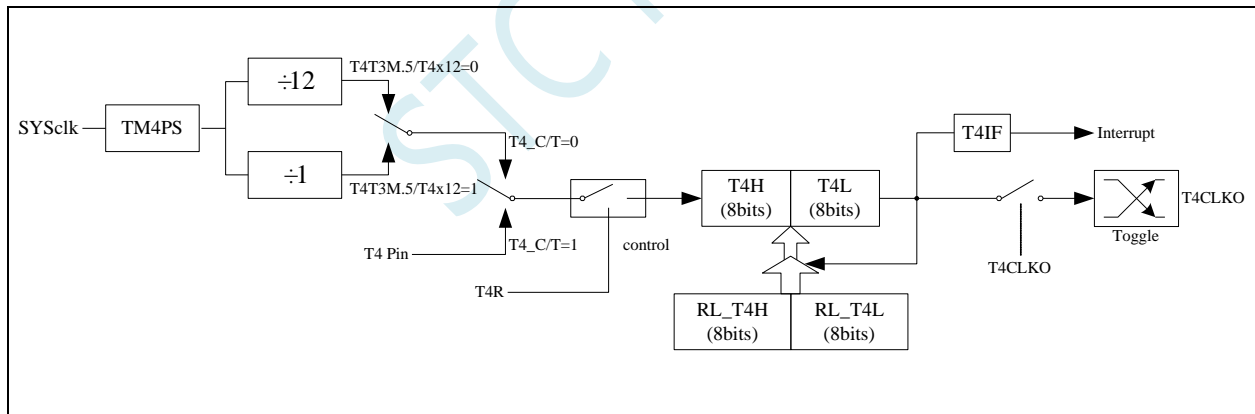 STC
÷12
T4T3M.5/T4x12=0
SYSclk
TM4PS
T4_C/T=0
÷1
T4T3M.5/T4x12=1
T4 Pin
T4_C/T=1
control
T4R
T4H
(8bits)
T4L
(8bits)
T4IF
Interrupt
T4CLKO
Toggle
T4CLKO
RL_T4H
(8bits)
RL_T4L
(8bits)